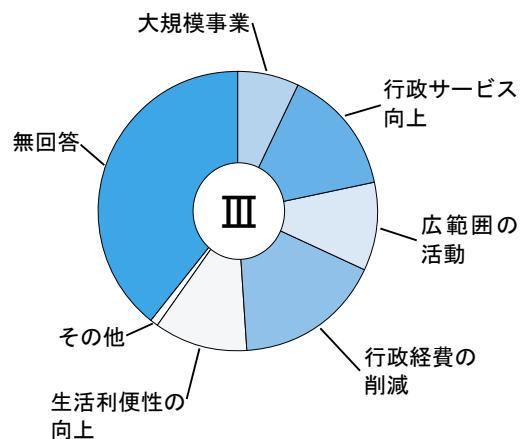 大規模事業
行政サービス
向上
無回答
Ⅲ
広範囲の
活動
その他
行政経費の
削減
生活利便性の
向上